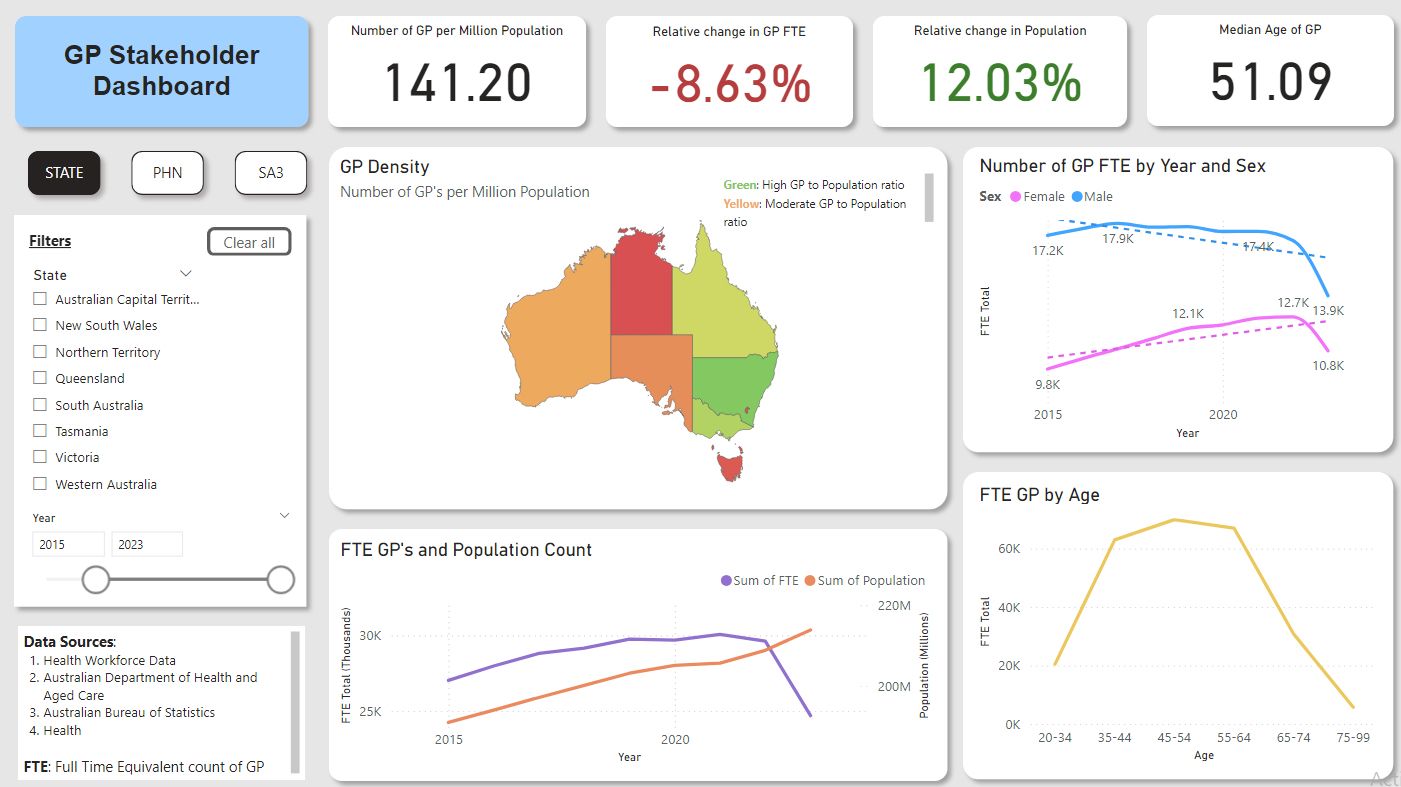 GP Stakeholder
Dashboard
Number of GP per Million Population
141.20
Relative change in GP FTE
-8.63%
Relative change in Population
12.03%
Median Age of GP
51.09
STATE
PHN
SA3
Filters
Clear all
State
Australian Capital Territ...
New South Wales
Northern Territory
Queensland
South Australia
Tasmania
Victoria
Western Australia
Year
2015
2023
Data Sources:
1. Health Workforce Data
2. Australian Department of Health and
Aged Care
3. Australian Bureau of Statistics
4. Health
FTE: Full Time Equivalent count of GP
GP Density
Number of GP's per Million Population
Green: High GP to Population ratio
Yellow: Moderate GP to Population
ratio
FTE GP's and Population Count
Sum of FTE
Sum of Population
FTE Total (Thousands)
30K
25K
220M
200M
Population (Millions)
2015
2020
Year
Number of GP FTE by Year and Sex
Sex
Female
Male
FTE Total
17.2K
17.9K
17.4K
13.9K
9.8K
12.1K
12.7K
10.8K
2015
2020
Year
FTE GP by Age
FTE Total
60K
40K
20K
0K
20-34
35-44
45-54
55-64
65-74
75-99
Age